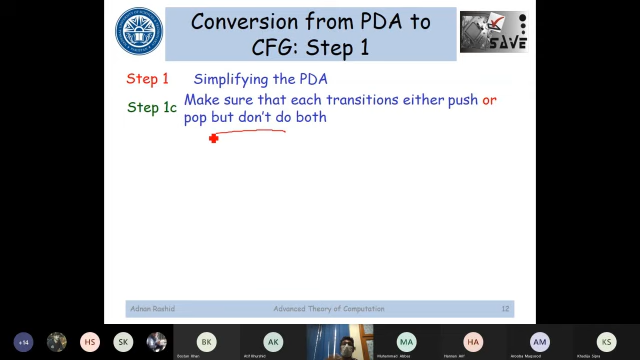 Conversion from PDA to
CFG: Step 1
SAVE
Step 1 Simplifying the PDA
Step 1c Make sure that each transitions either push or
pop but don't do both
Adnan Rashid Advanced Theory of Computation 12
HS SK BK AK MA HA AM KS